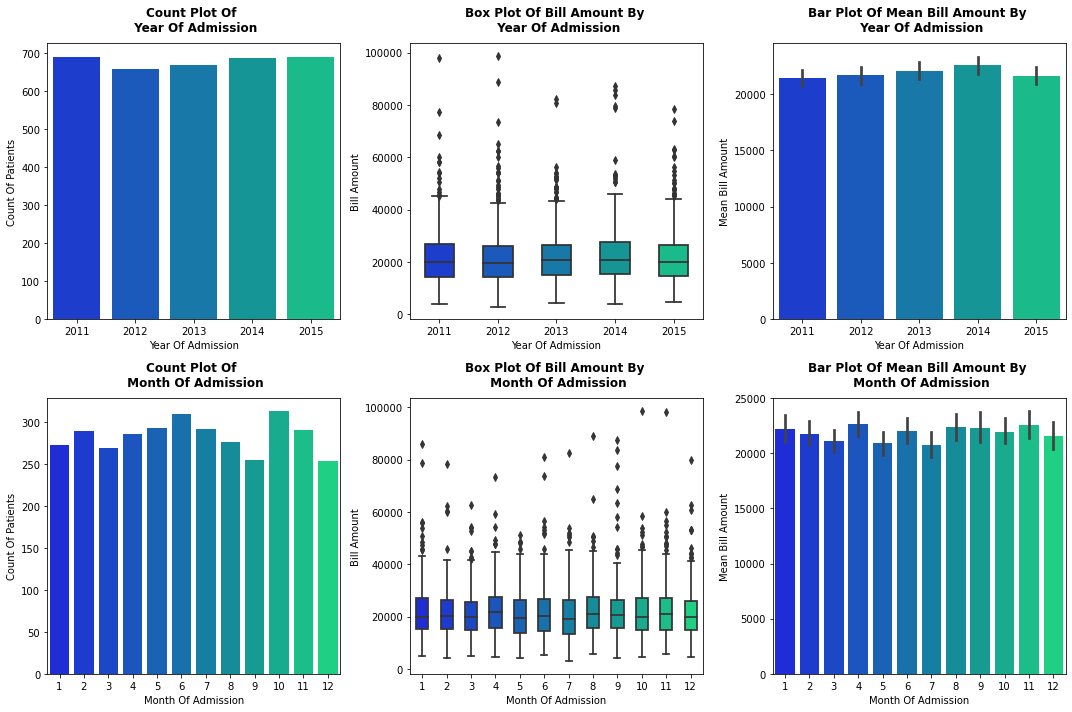 Count Plot Of
Year Of Admission
700
600
500
400
300
200
100
0
Count Of Patients
2011 2012 2013 2014 2015
Year Of Admission
Box Plot Of Bill Amount By
Year Of Admission
100000
80000
60000
40000
20000
0
Bill Amount
2011 2012 2013 2014 2015
Year Of Admission
Bar Plot Of Mean Bill Amount By
Year Of Admission
20000
15000
10000
5000
0
Mean Bill Amount
2011 2012 2013 2014 2015
Year Of Admission
Count Plot Of
Month Of Admission
300
250
200
150
100
50
0
Count Of Patients
1 2 3 4 5 6 7 8 9 10 11 12
Month Of Admission
Box Plot Of Bill Amount By
Month Of Admission
100000
80000
60000
40000
20000
0
Bill Amount
1 2 3 4 5 6 7 8 9 10 11 12
Month Of Admission
Bar Plot Of Mean Bill Amount By
Month Of Admission
25000
20000
15000
10000
5000
0
Mean Bill Amount
1 2 3 4 5 6 7 8 9 10 11 12
Month Of Admission